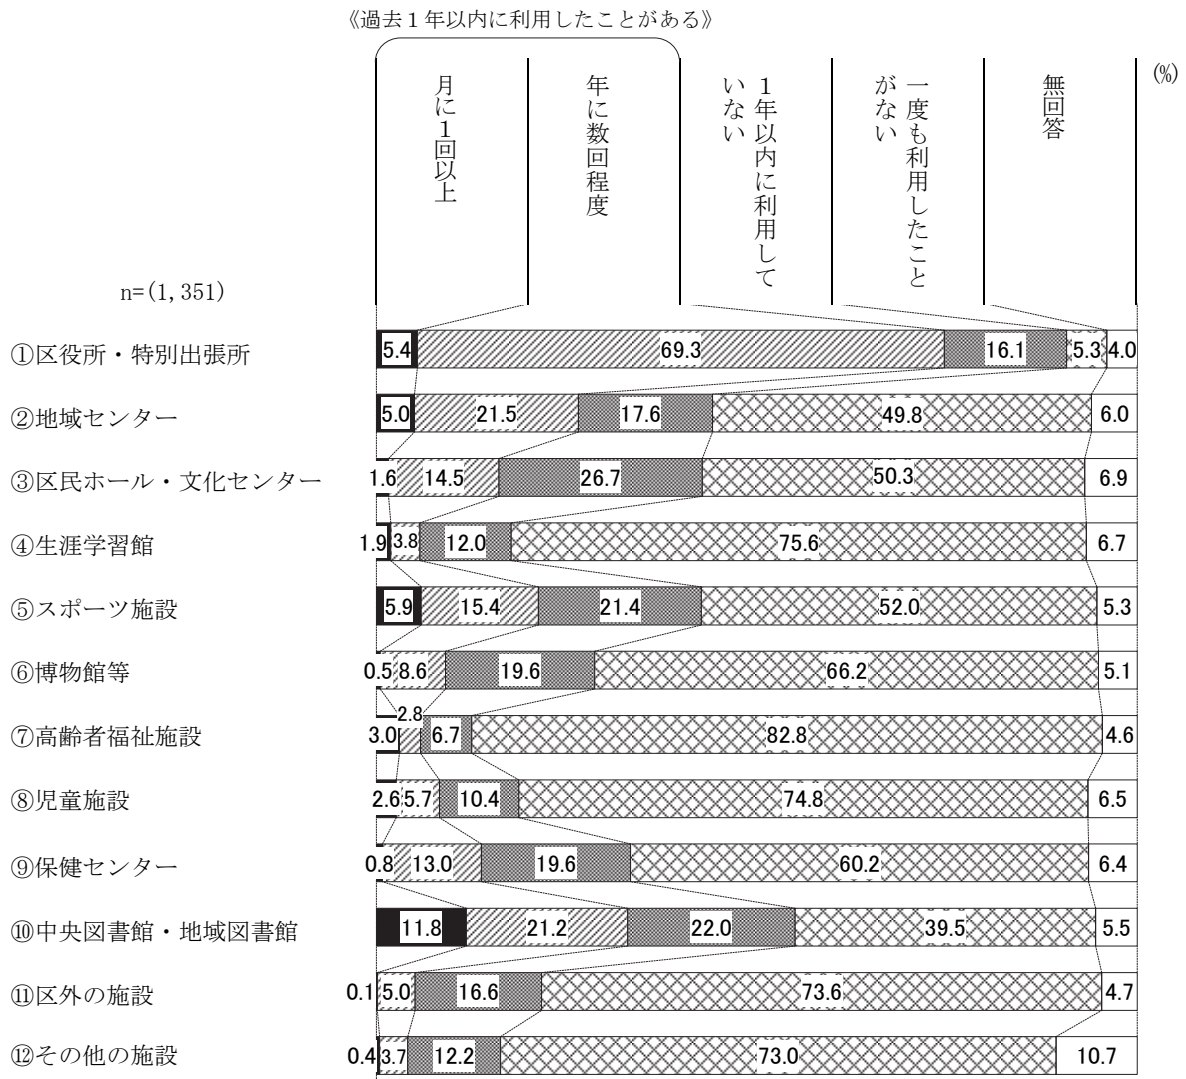 《過去１年以内に利用したことがある》
(%)
月に１回以上
年に数回程度
１年以内に利用して
いない
一度も利用したこと
がない
無回答
n=(1,351)
①区役所・特別出張所 5.4 69.3 16.1 5.3 4.0
②地域センター 5.0 21.5 17.6 49.8 6.0
③区民ホール・文化センター 1.6 14.5 26.7 50.3 6.9
④生涯学習館 1.9 3.8 12.0 75.6 6.7
⑤スポーツ施設 5.9 15.4 21.4 52.0 5.3
⑥博物館等 0.5 8.6 19.6 66.2 5.1
⑦高齢者福祉施設 3.0 2.8 6.7 82.8 4.6
⑧児童施設 2.6 5.7 10.4 74.8 6.5
⑨保健センター 0.8 13.0 19.6 60.2 6.4
⑩中央図書館・地域図書館 11.8 21.2 22.0 39.5 5.5
⑪区外の施設 0.1 5.0 16.6 73.6 4.7
⑫その他の施設 0.4 3.7 12.2 73.0 10.7